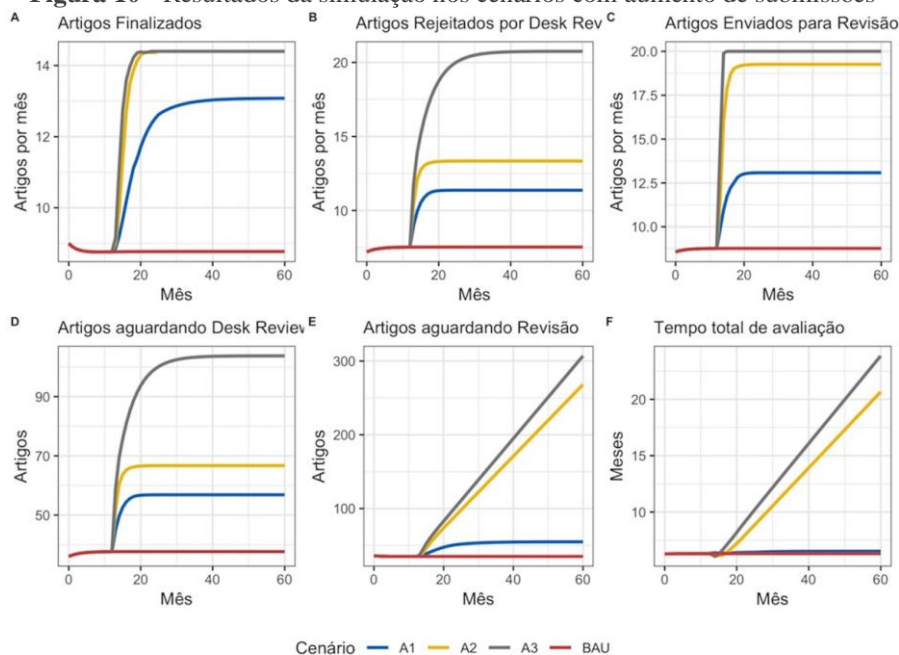 Figura 10 - Resultados da simulação nos cenários com aumento de submissões
A
Artigos Finalizados
Artigos por mês
14
12
10
0
20
40
60
Mês
B
Artigos Rejeitados por Desk Rev
Artigos por mês
20
15
10
0
20
40
60
Mês
C
Artigos Enviados para Revisão
Artigos por mês
20.0
17.5
15.0
12.5
10.0
0
20
40
60
Mês
D
Artigos aguardando Desk Review
Artigos
90
70
50
0
20
40
60
Mês
E
Artigos aguardando Revisão
Artigos
300
200
100
0
20
40
60
Mês
F
Tempo total de avaliação
Meses
20
15
10
0
20
40
60
Mês
Cenário A1 A2 A3 BAU